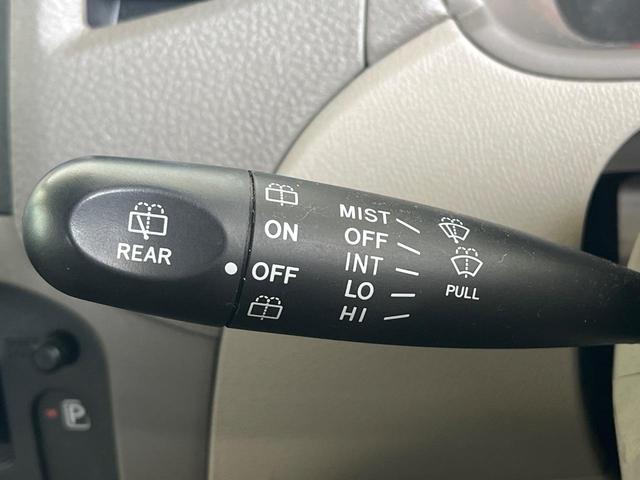 REAR
ON
OFF
MIST
OFF
INT
LO
HI
PULL
P